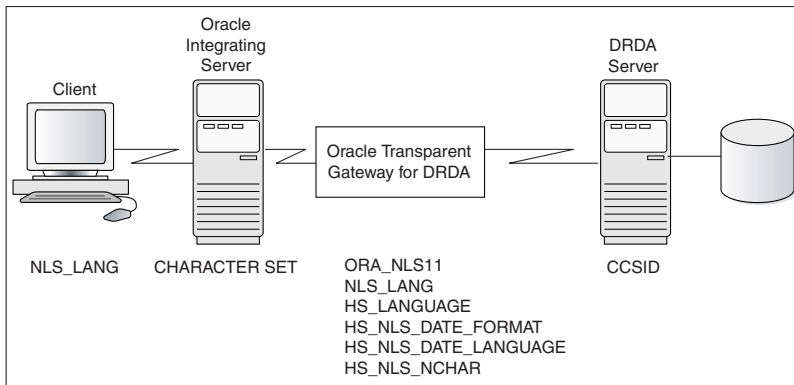 Oracle
Integrating
Server
DRDA
Server
Client
Oracle Transparent
Gateway for DRDA
NLS_LANG
CHARACTER SET
ORA_NLS11
NLS_LANG
HS_LANGUAGE
HS_NLS_DATE_FORMAT
HS_NLS_DATE_LANGUAGE
HS_NLS_NCHAR
CCSID